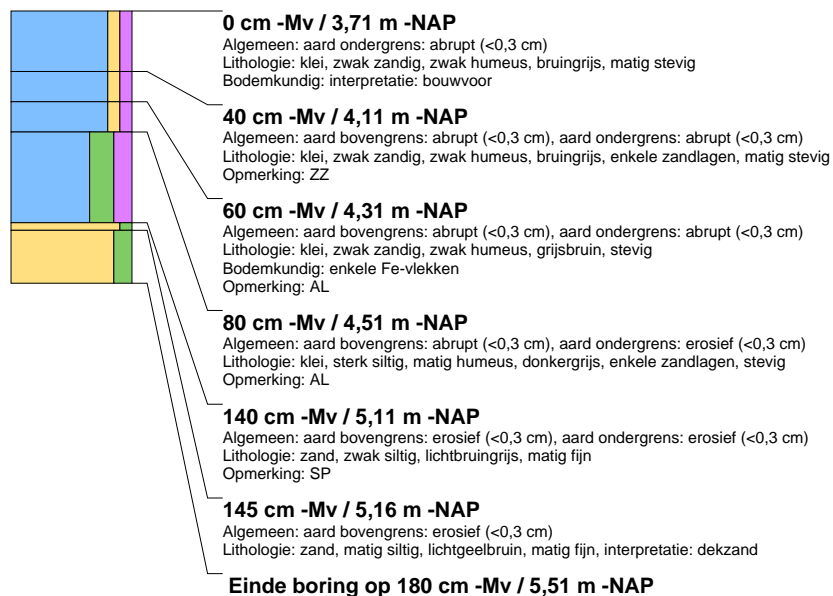 0 cm -Mv / 3,71 m -NAP
Algemeen: aard ondergrens: abrupt (<0,3 cm)
Lithologie: klei, zwak zandig, zwak humeus, bruingrijs, matig stevig
Bodemkundig: interpretatie: bouwvoor
40 cm -Mv / 4,11 m -NAP
Algemeen: aard bovengrens: abrupt (<0,3 cm), aard ondergrens: abrupt (<0,3 cm)
Lithologie: klei, zwak zandig, zwak humeus, bruingrijs, enkele zandlagen, matig stevig
Opmerking: ZZ
60 cm -Mv / 4,31 m -NAP
Algemeen: aard bovengrens: abrupt (<0,3 cm), aard ondergrens: abrupt (<0,3 cm)
Lithologie: klei, zwak zandig, zwak humeus, grijsbruin, stevig
Bodemkundig: enkele Fe-vlekken
Opmerking: AL
80 cm -Mv / 4,51 m -NAP
Algemeen: aard bovengrens: abrupt (<0,3 cm), aard ondergrens: erosief (<0,3 cm)
Lithologie: klei, sterk siltig, matig humeus, donkergrijs, enkele zandlagen, stevig
Opmerking: AL
140 cm -Mv / 5,11 m -NAP
Algemeen: aard bovengrens: erosief (<0,3 cm), aard ondergrens: erosief (<0,3 cm)
Lithologie: zand, zwak siltig, lichtbruingrijs, matig fijn
Opmerking: SP
145 cm -Mv / 5,16 m -NAP
Algemeen: aard bovengrens: erosief (<0,3 cm)
Lithologie: zand, matig siltig, lichtgeelbruin, matig fijn, interpretatie: dekzand
Einde boring op 180 cm -Mv / 5,51 m -NAP